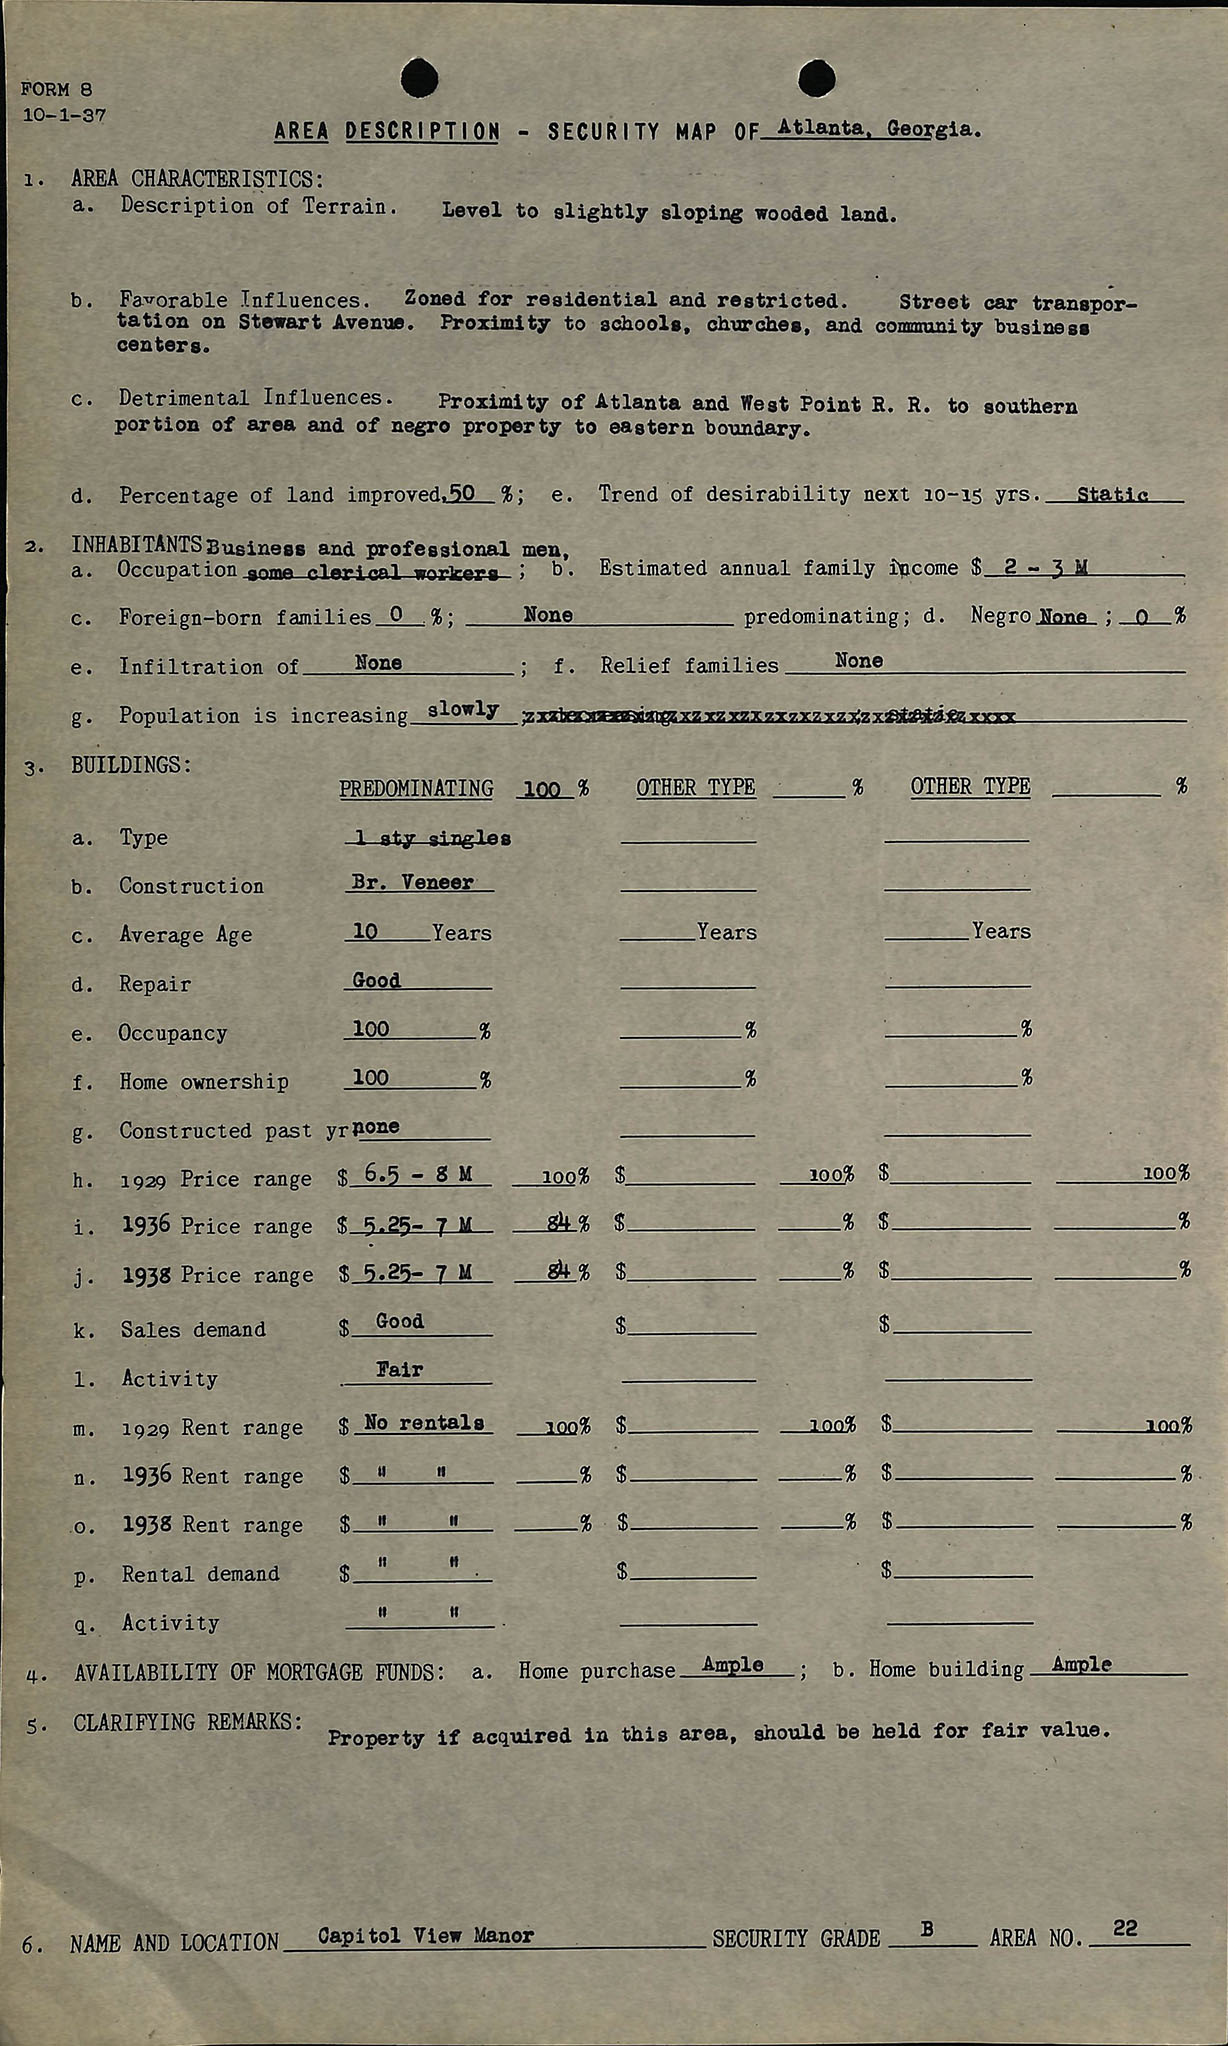 FORM 8
10-1-37
AREA DESCRIPTION - SECURITY MAP OF Atlanta, Georgia.
1. AREA CHARACTERISTICS:
a. Description of Terrain. Level to slightly sloping wooded land.
b. Favorable Influences. Zoned for residential and restricted. Street car transpor-
tation on Stewart Avenue. Proximity to schools, churches, and community business
centers.
c. Detrimental Influences. Proximity of Atlanta and West Point R. R. to southern
portion of area and of negro property to eastern boundary.
d. Percentage of land improved. 50 %; e. Trend of desirability next 10-15 yrs. Static
2. INHABITANTS Business and professional men,
a. Occupation some clerical workers ; b. Estimated annual family income $ 2 - 3 M
c. Foreign-born families 0 %; None predominating; d. Negro None ; 0 %
e. Infiltration of None ; f. Relief families None
g. Population is increasing slowly ;
3. BUILDINGS:
PREDOMINATING 100 % OTHER TYPE % OTHER TYPE %
a. Type 1 sty singles
b. Construction Br. Veneer
c. Average Age 10 Years Years Years
d. Repair Good
e. Occupancy 100 % % %
f. Home ownership 100 % % %
g. Constructed past yr none
h. 1929 Price range $ 6.5 - 8 M 100% $ 100% $ 100%
i. 1936 Price range $ 5.25- 7 M 84 % $ % $ %
j. 1938 Price range $ 5.25- 7 M 84 % $ % $ %
k. Sales demand $ Good $ $
l. Activity Fair
m. 1929 Rent range $ No rentals 100% $ 100% $ 100%
n. 1936 Rent range $ " " % $ % $ %
o. 1938 Rent range $ " " % $ % $ %
p. Rental demand $ " " $ $
q. Activity " "
4. AVAILABILITY OF MORTGAGE FUNDS: a. Home purchase Ample ; b. Home building Ample
5. CLARIFYING REMARKS: Property if acquired in this area, should be held for fair value.
6. NAME AND LOCATION Capitol View Manor SECURITY GRADE B AREA NO. 22